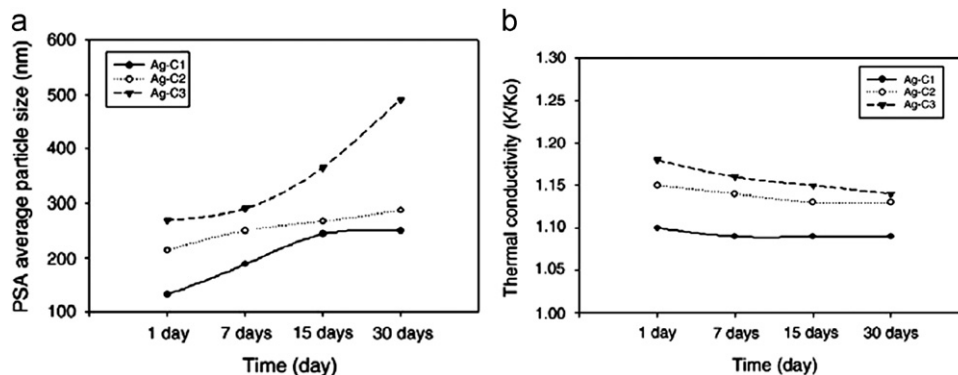 a
PSA average particle size (nm)
600
500
400
300
200
100
Ag-C1
Ag-C2
Ag-C3
1 day 7 days 15 days 30 days
Time (day)
b
Thermal conductivity (K/Ko)
1.30
1.25
1.20
1.15
1.10
1.05
1.00
Ag-C1
Ag-C2
Ag-C3
1 day 7 days 15 days 30 days
Time (day)